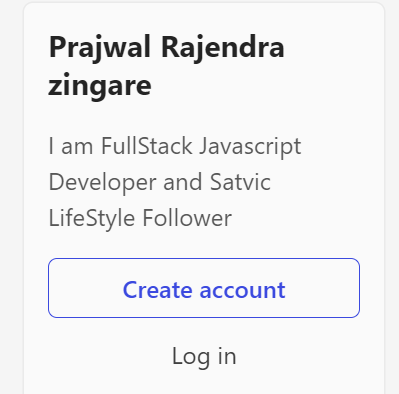 Prajwal Rajendra
zingare
I am FullStack Javascript
Developer and Satvic
LifeStyle Follower
Create account
Log in